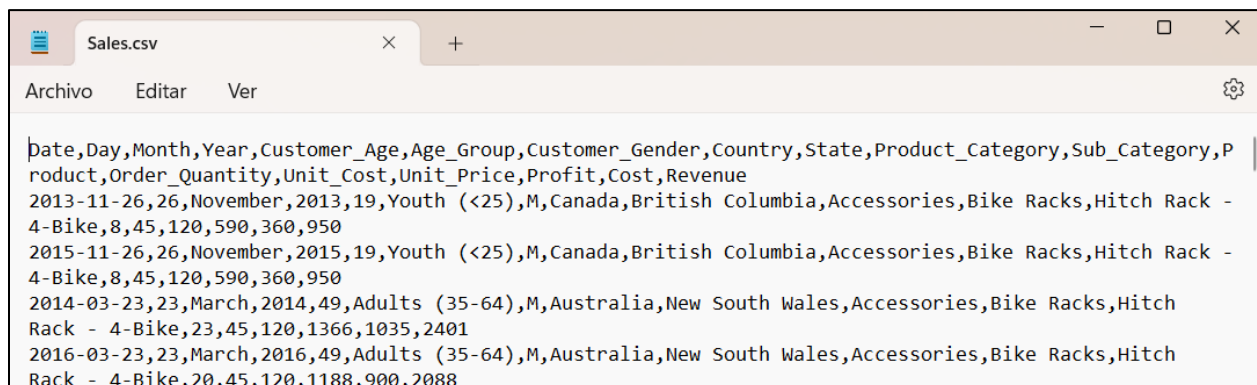 Sales.csv
Archivo Editar Ver
Date,Day,Month,Year,Customer_Age,Age_Group,Customer_Gender,Country,State,Product_Category,Sub_Category,P
roduct,Order_Quantity,Unit_Cost,Unit_Price,Profit,Cost,Revenue
2013-11-26,26,November,2013,19,Youth (<25),M,Canada,British Columbia,Accessories,Bike Racks,Hitch Rack -
4-Bike,8,45,120,590,360,950
2015-11-26,26,November,2015,19,Youth (<25),M,Canada,British Columbia,Accessories,Bike Racks,Hitch Rack -
4-Bike,8,45,120,590,360,950
2014-03-23,23,March,2014,49,Adults (35-64),M,Australia,New South Wales,Accessories,Bike Racks,Hitch
Rack - 4-Bike,23,45,120,1366,1035,2401
2016-03-23,23,March,2016,49,Adults (35-64),M,Australia,New South Wales,Accessories,Bike Racks,Hitch
Rack - 4-Bike,20,45,120,1188,900,2088